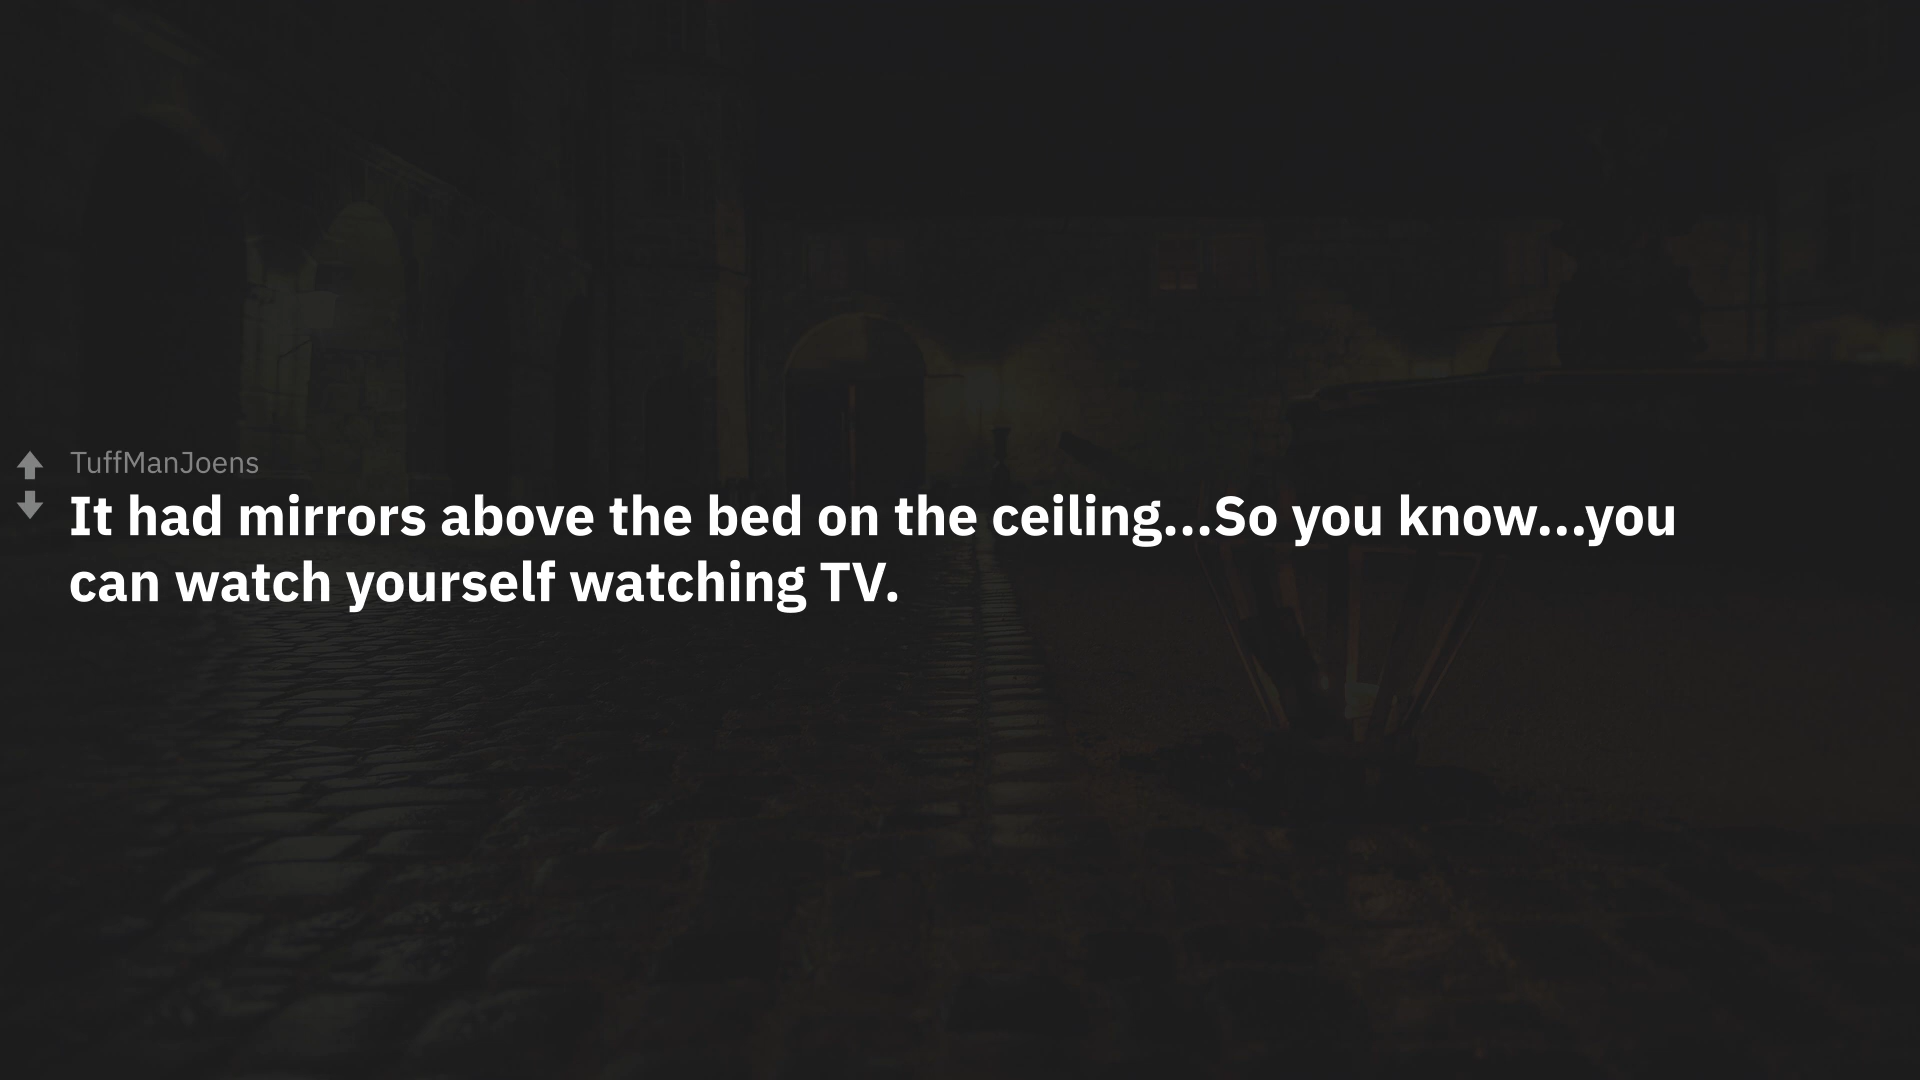 TuffManJoens
It had mirrors above the bed on the ceiling...So you know...you
can watch yourself watching TV.